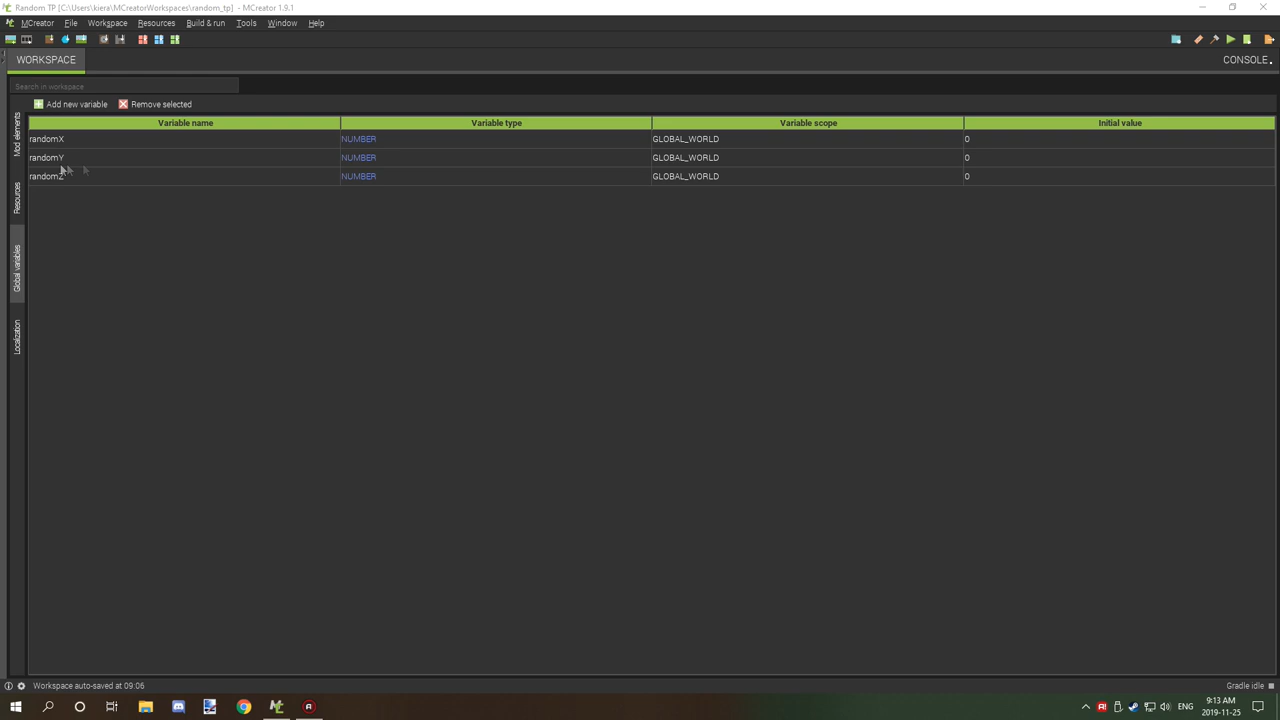 Random TP [C:\Users\kiera\MCreatorWorkspaces\random_tp] - MCreator 1.9.1
MCreator File Workspace Resources Build & run Tools Window Help
WORKSPACE
CONSOLE
Search in workspace
Add new variable Remove selected
Variable name Variable type Variable scope Initial value
randomX NUMBER GLOBAL_WORLD 0
randomY NUMBER GLOBAL_WORLD 0
randomZ NUMBER GLOBAL_WORLD 0
Mod elements
Resources
Global variables
Localization
Workspace auto-saved at 09:06
Gradle idle
ENG
9:13 AM
2019-11-25